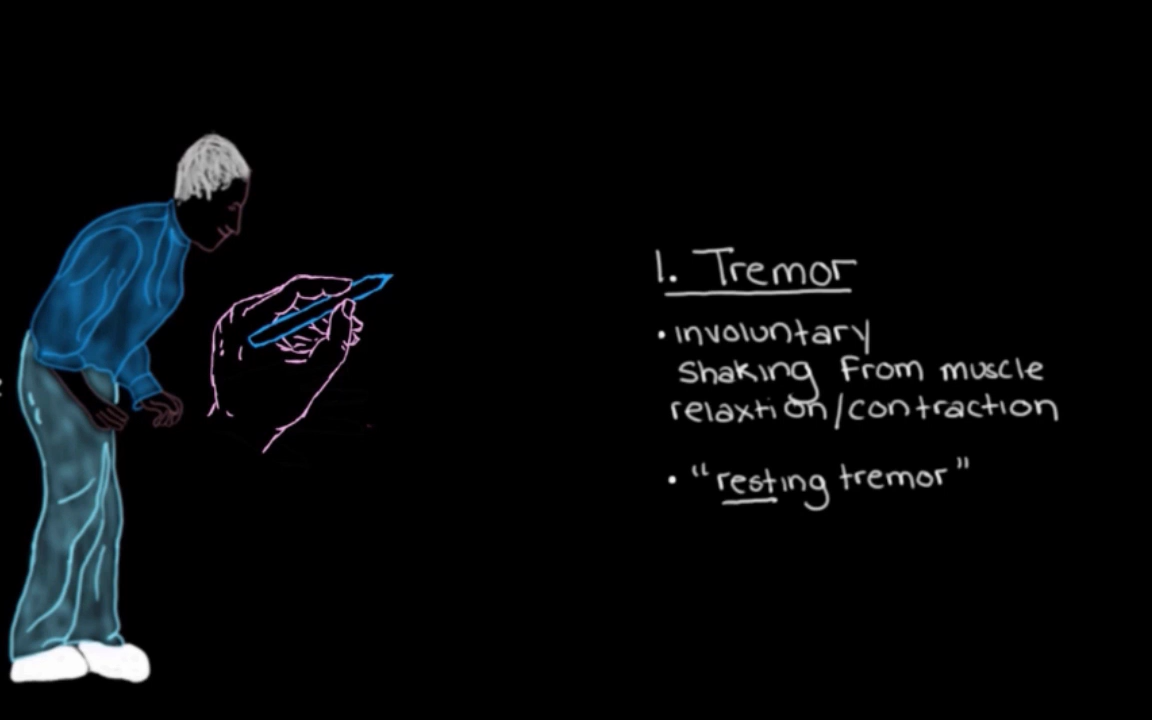 1. Tremor
• involuntary
shaking from muscle
relaxtion/contraction
• "resting tremor"